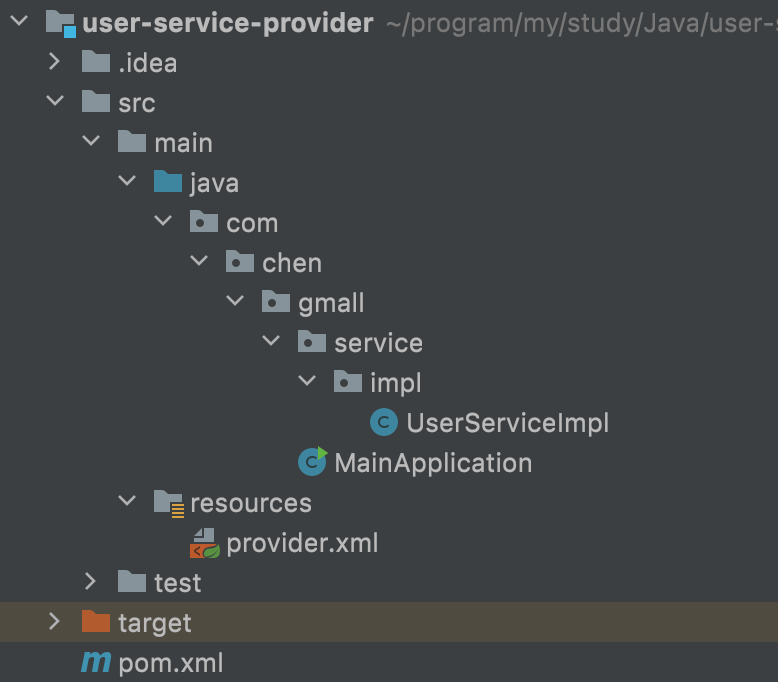 user-service-provider ~/program/my/study/Java/user-s
.idea
src
main
java
com
chen
gmall
service
impl
C UserServiceImpl
C MainApplication
resources
provider.xml
test
target
m pom.xml